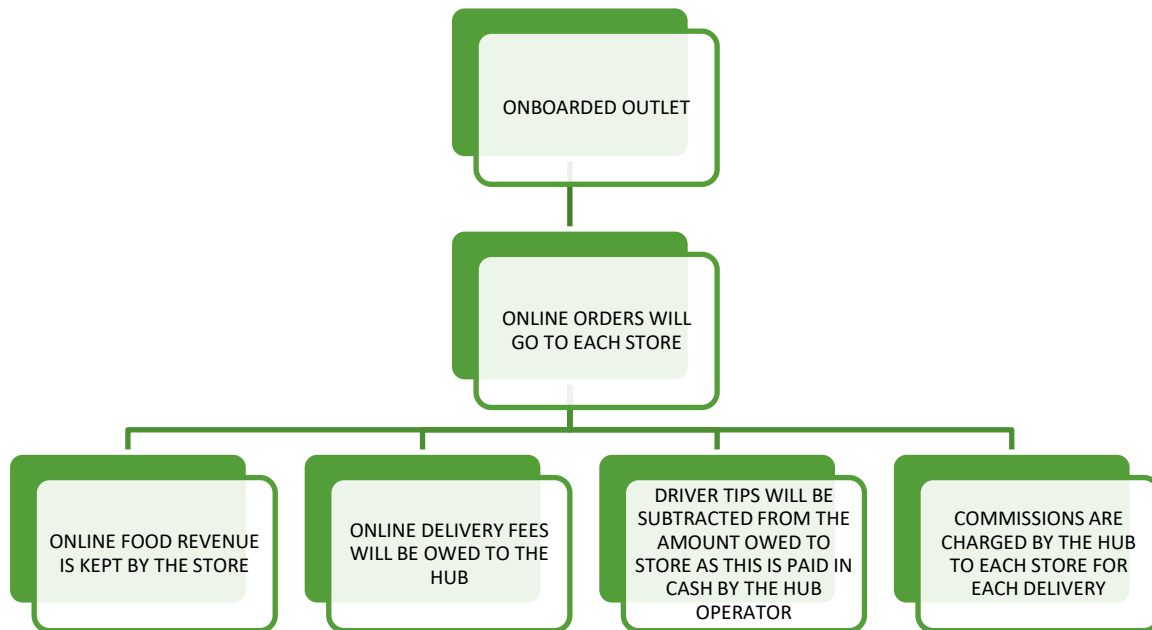 ONBOARDED OUTLET
ONLINE ORDERS WILL
GO TO EACH STORE
ONLINE FOOD REVENUE
IS KEPT BY THE STORE
ONLINE DELIVERY FEES
WILL BE OWED TO THE
HUB
DRIVER TIPS WILL BE
SUBTRACTED FROM THE
AMOUNT OWED TO
STORE AS THIS IS PAID IN
CASH BY THE HUB
OPERATOR
COMMISSIONS ARE
CHARGED BY THE HUB
TO EACH STORE FOR
EACH DELIVERY